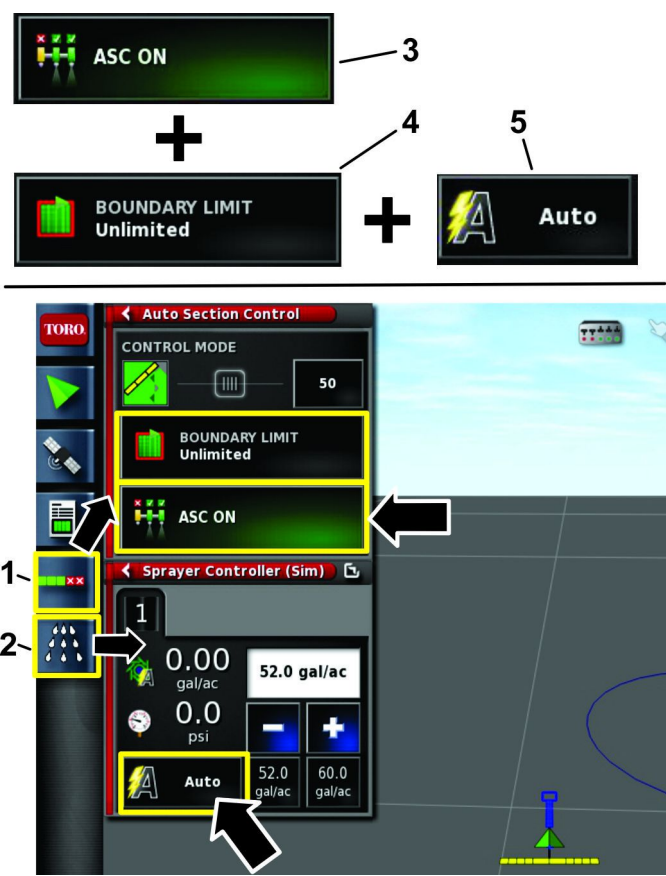 3
ASC ON
4
5
BOUNDARY LIMIT
Unlimited
Auto
TORO.
Auto Section Control
CONTROL MODE
50
BOUNDARY LIMIT
Unlimited
ASC ON
1
Sprayer Controller (Sim)
1
2
0.00
gal/ac
52.0 gal/ac
0.0
psi
Auto
52.0
gal/ac
60.0
gal/ac